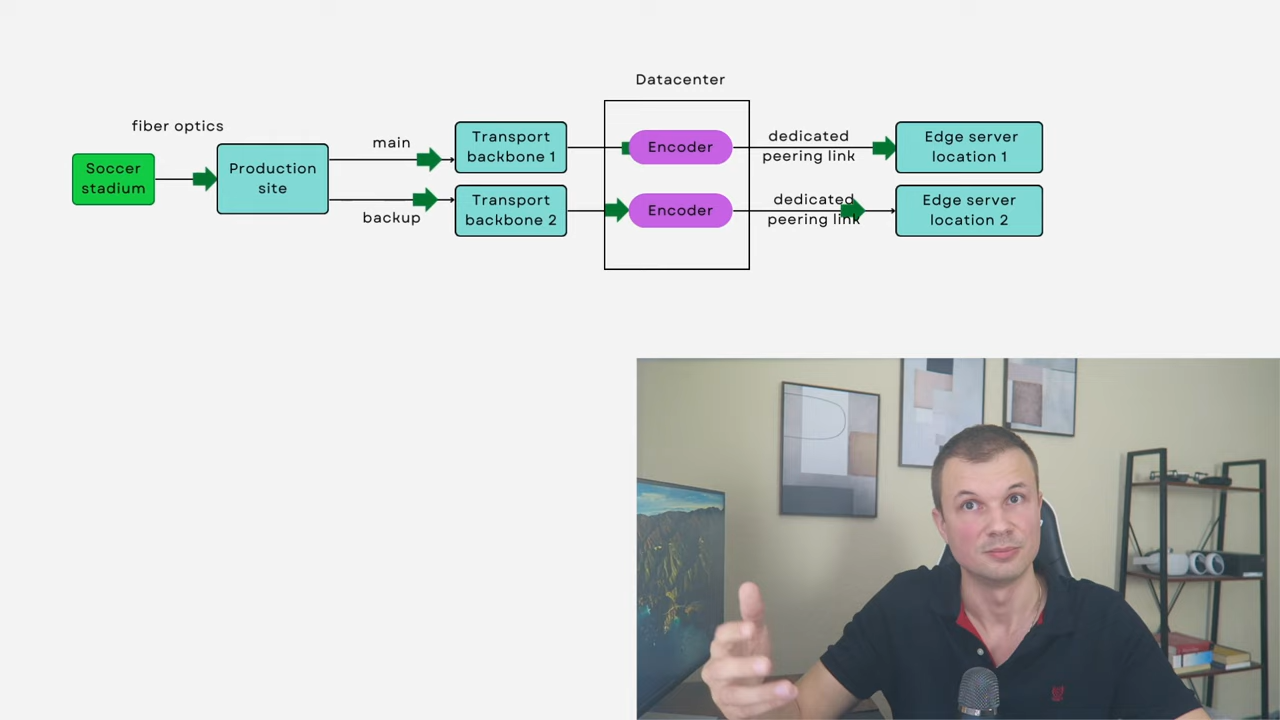 Datacenter
fiber optics
Soccer
stadium
Production
site
main
backup
Transport
backbone 1
Transport
backbone 2
Encoder
Encoder
dedicated
peering link
dedicated
peering link
Edge server
location 1
Edge server
location 2